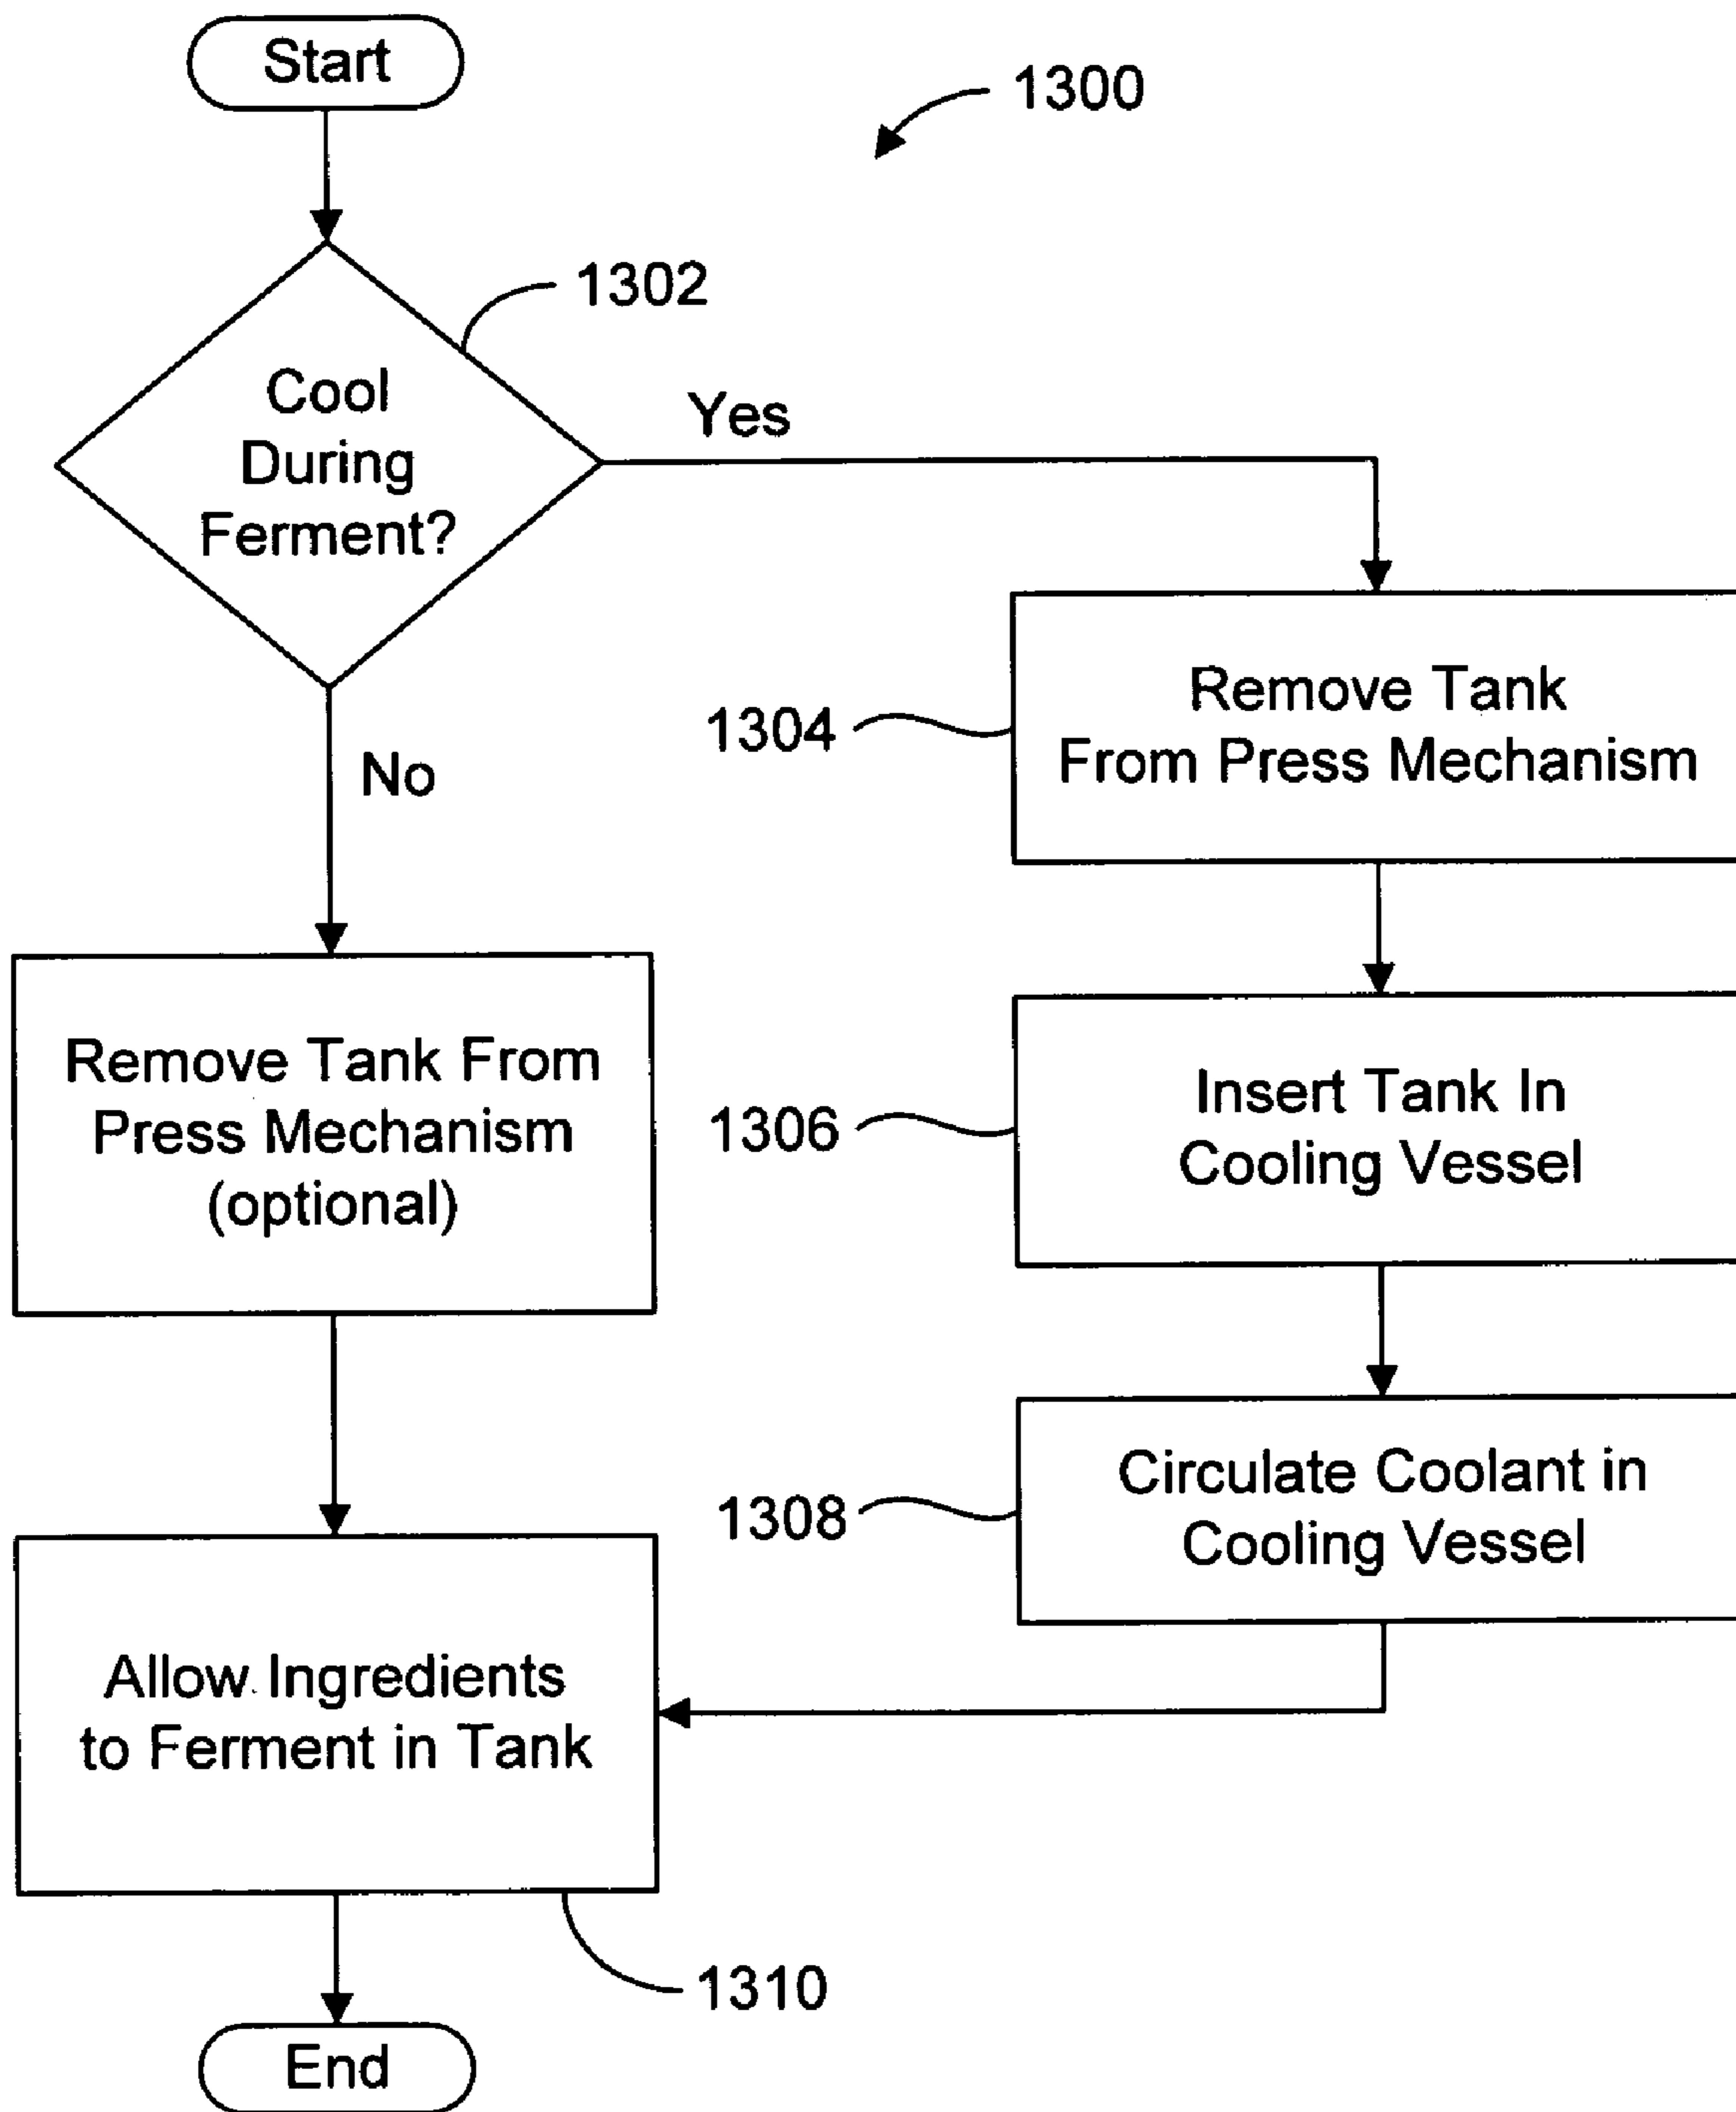 Start
1300
1302
Cool
During
Ferment?
Yes
No
1304
Remove Tank
From Press Mechanism
Remove Tank From
Press Mechanism
(optional)
1306
Insert Tank In
Cooling Vessel
1308
Circulate Coolant in
Cooling Vessel
Allow Ingredients
to Ferment in Tank
1310
End